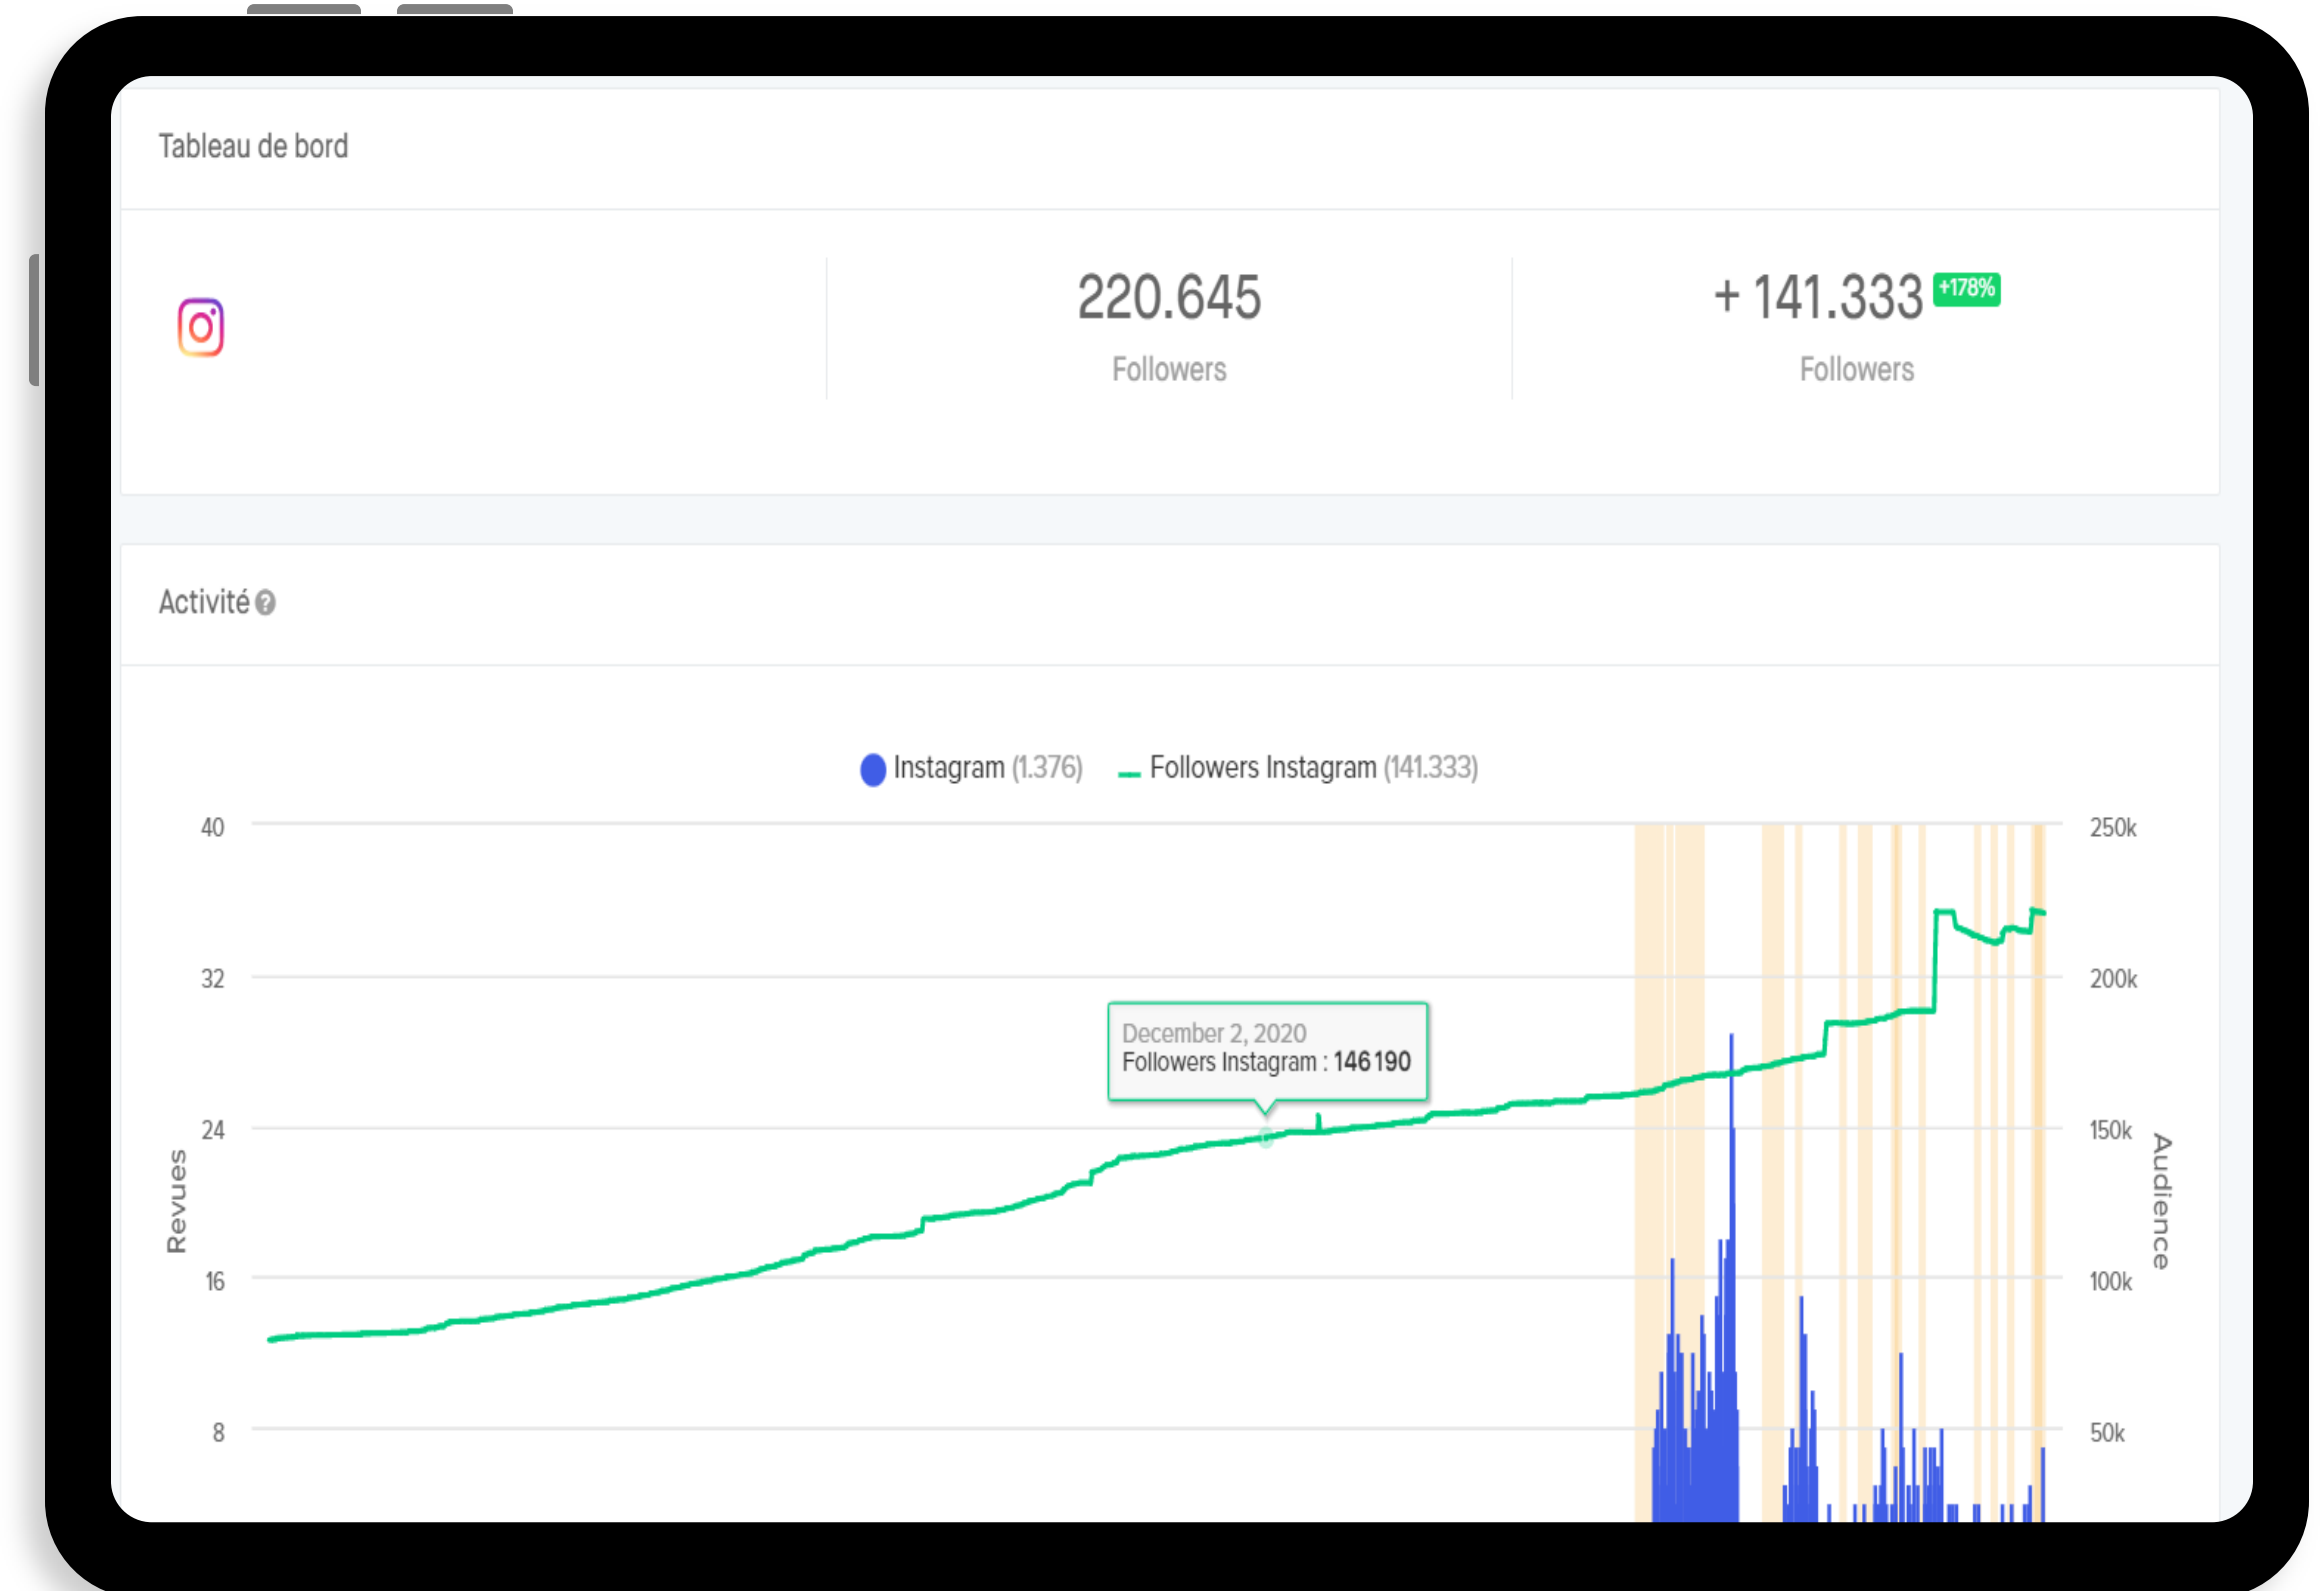 Tableau de bord
220.645
Followers
+ 141.333 +178%
Followers
Activité ?
Instagram (1.376) Followers Instagram (141.333)
40
250k
32
200k
December 2, 2020
Followers Instagram : 146 190
24
150k
Revues
Audience
16
100k
8
50k